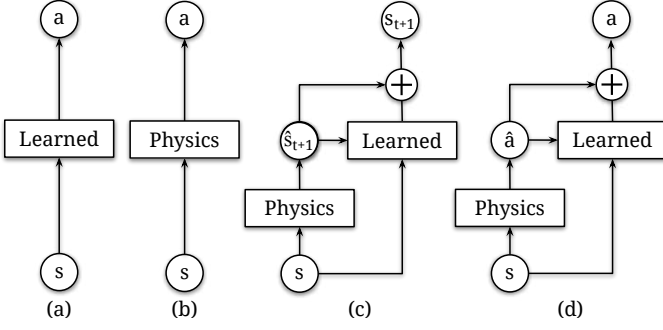 a
Learned
s
(a)
a
Physics
s
(b)
s_{t+1}
+
ŝ_{t+1}
Learned
Physics
s
(c)
a
+
â
Learned
Physics
s
(d)